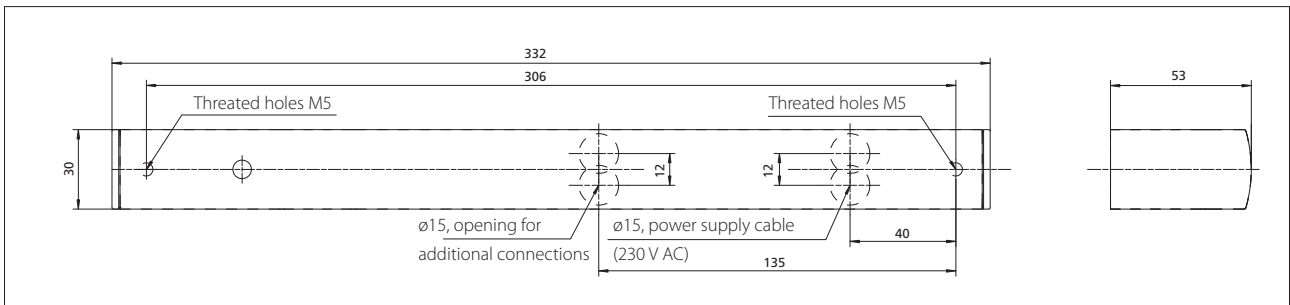 332
306
53
Threated holes M5
Threated holes M5
30
12
12
ø15, opening for
additional connections
ø15, power supply cable
(230 V AC)
40
135